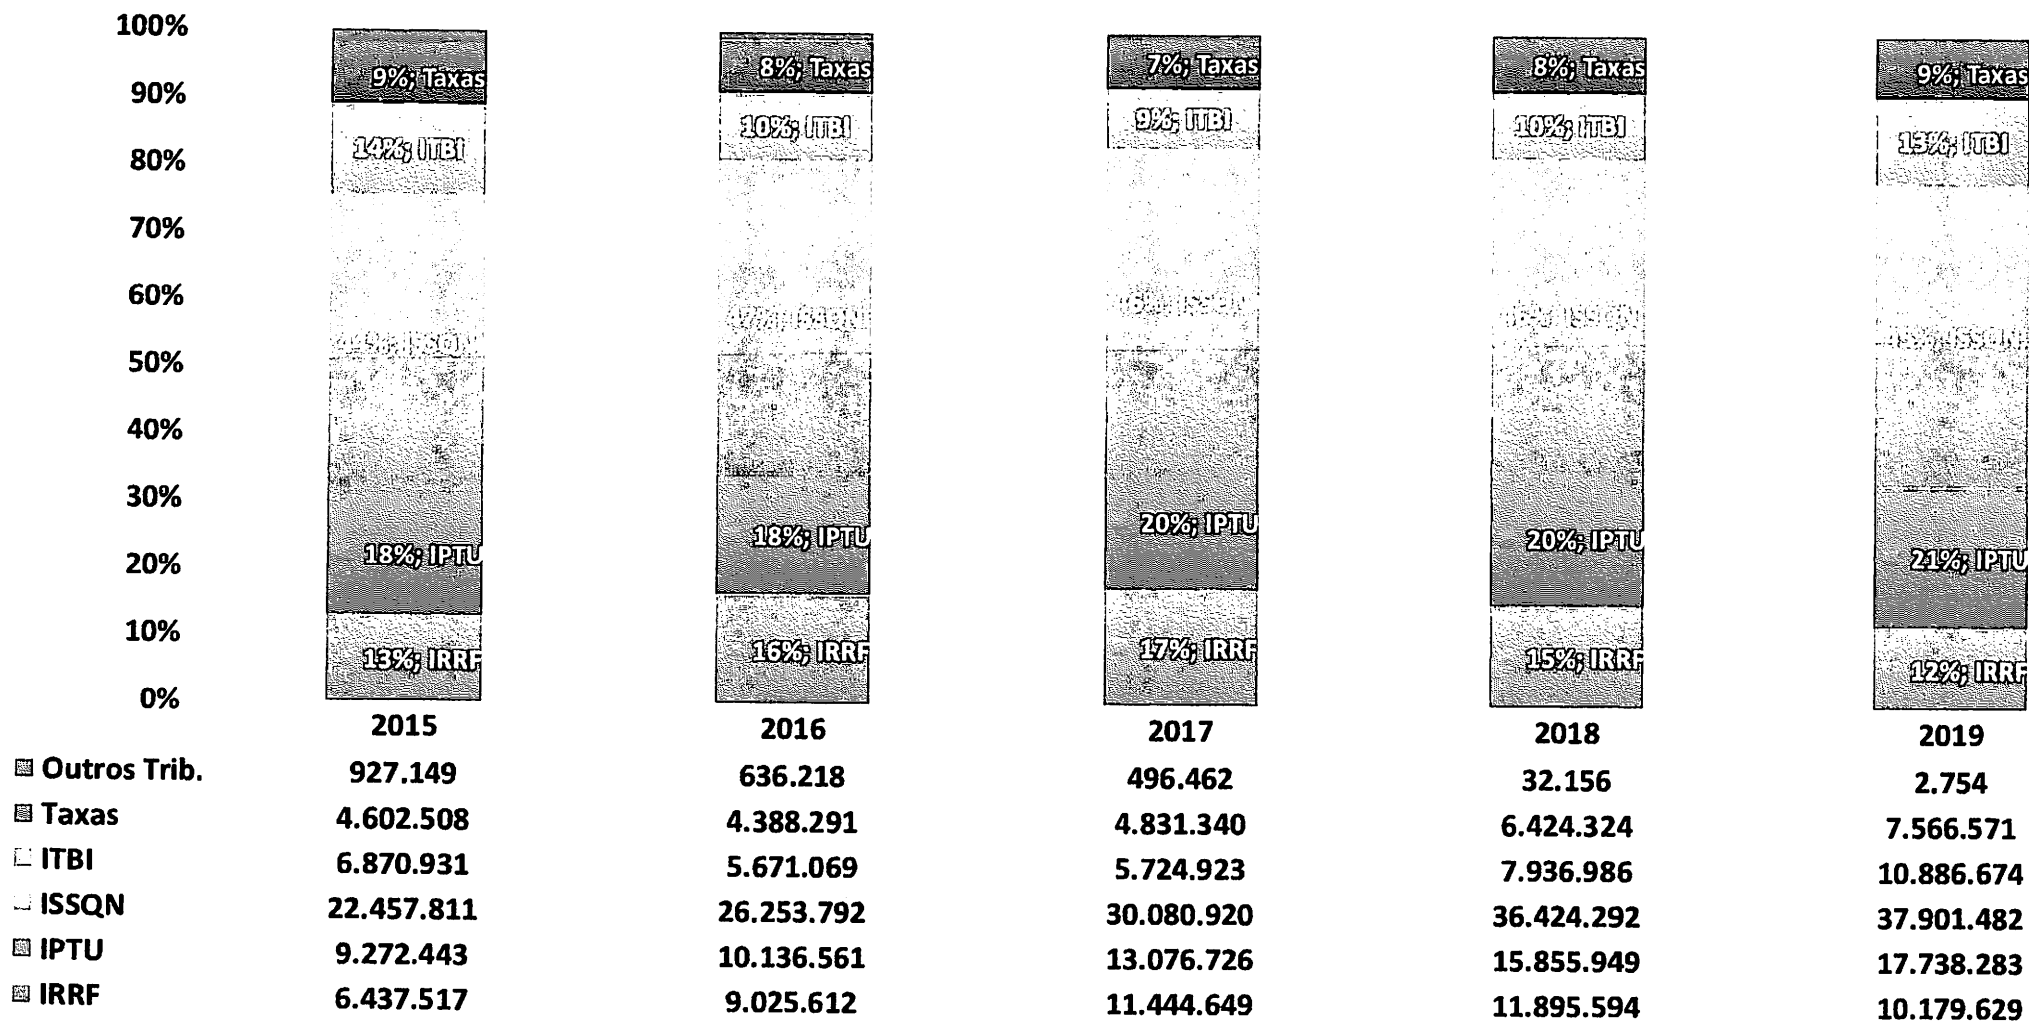 100%
90%
80%
70%
60%
50%
40%
30%
20%
10%
0%
9%; Taxas
14%; ITBI
ISSQN
18%; IPTU
13%; IRRF
8%; Taxas
10%; ITBI
ISSQN
18%; IPTU
16%; IRRF
7%; Taxas
9%; ITBI
ISSQN
20%; IPTU
17%; IRRF
8%; Taxas
10%; ITBI
ISSQN
20%; IPTU
15%; IRRF
9%; Taxas
13%; ITBI
ISSQN
21%; IPTU
12%; IRRF
2015 2016 2017 2018 2019
Outros Trib. 927.149 636.218 496.462 32.156 2.754
Taxas 4.602.508 4.388.291 4.831.340 6.424.324 7.566.571
ITBI 6.870.931 5.671.069 5.724.923 7.936.986 10.886.674
ISSQN 22.457.811 26.253.792 30.080.920 36.424.292 37.901.482
IPTU 9.272.443 10.136.561 13.076.726 15.855.949 17.738.283
IRRF 6.437.517 9.025.612 11.444.649 11.895.594 10.179.629